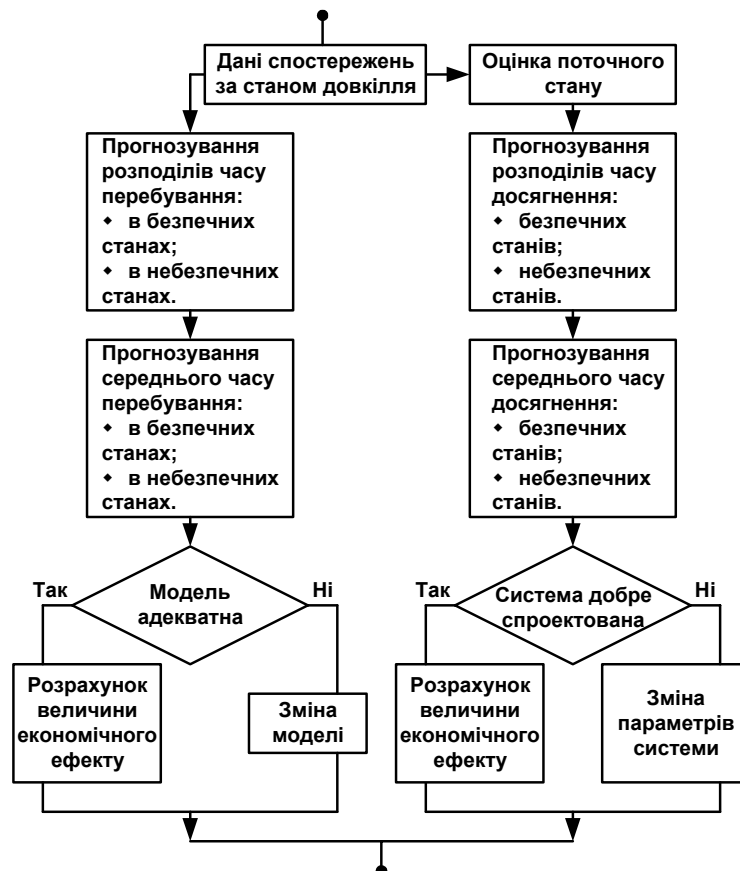 Дані спостережень
за станом довкілля
Оцінка поточного
стану
Прогнозування
розподілів часу
перебування:
◆ в безпечних
станах;
◆ в небезпечних
станах.
Прогнозування
розподілів часу
досягнення:
◆ безпечних
станів;
◆ небезпечних
станів.
Прогнозування
середнього часу
перебування:
◆ в безпечних
станах;
◆ в небезпечних
станах.
Прогнозування
середнього часу
досягнення:
◆ безпечних
станів;
◆ небезпечних
станів.
Так
Модель
адекватна
Ні
Так
Система добре
спроектована
Ні
Розрахунок
величини
економічного
ефекту
Зміна
моделі
Розрахунок
величини
економічного
ефекту
Зміна
параметрів
системи